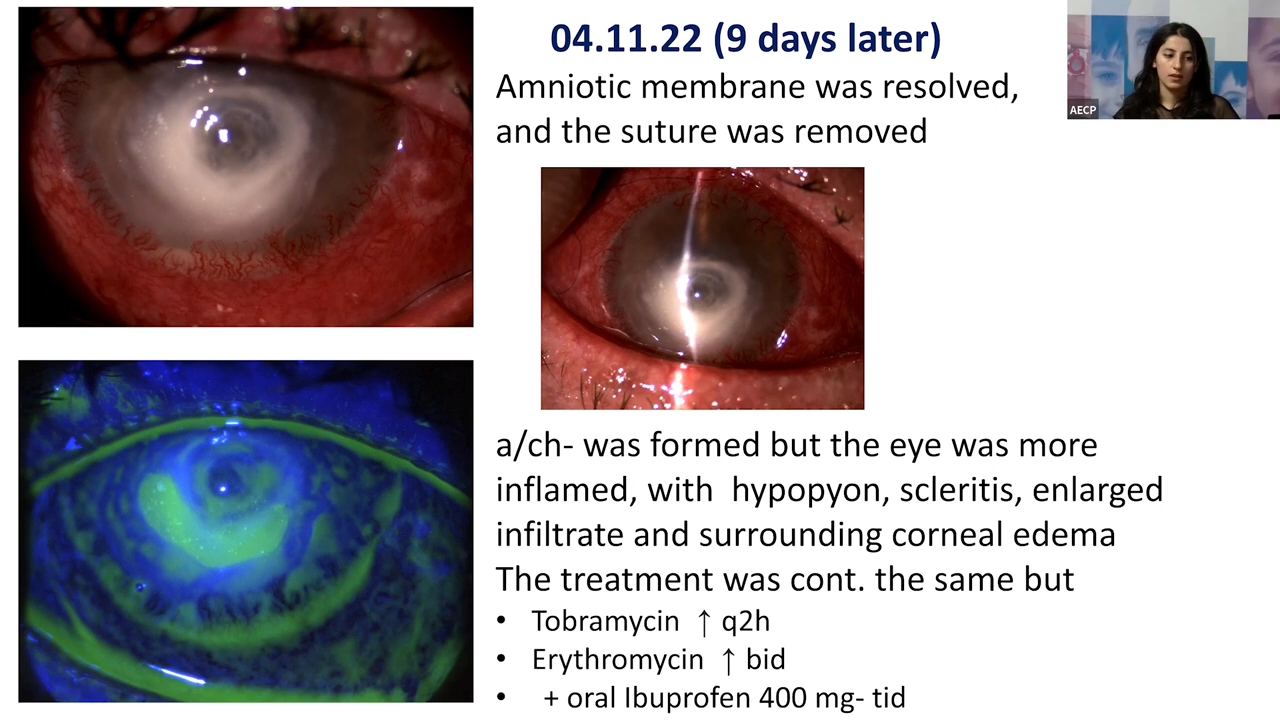 04.11.22 (9 days later)
Amniotic membrane was resolved,
and the suture was removed
AECP
a/ch- was formed but the eye was more
inflamed, with hypopyon, scleritis, enlarged
infiltrate and surrounding corneal edema
The treatment was cont. the same but
• Tobramycin ↑ q2h
• Erythromycin ↑ bid
• + oral Ibuprofen 400 mg- tid